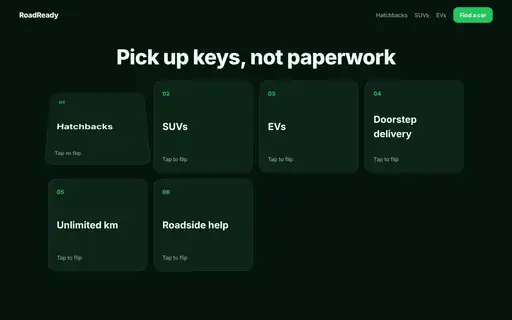 RoadReady
Hatchbacks SUVs EVs Find a car
Pick up keys, not paperwork
01
Hatchbacks
Tap to flip
02
SUVs
Tap to flip
03
EVs
Tap to flip
04
Doorstep
delivery
Tap to flip
05
Unlimited km
Tap to flip
06
Roadside help
Tap to flip